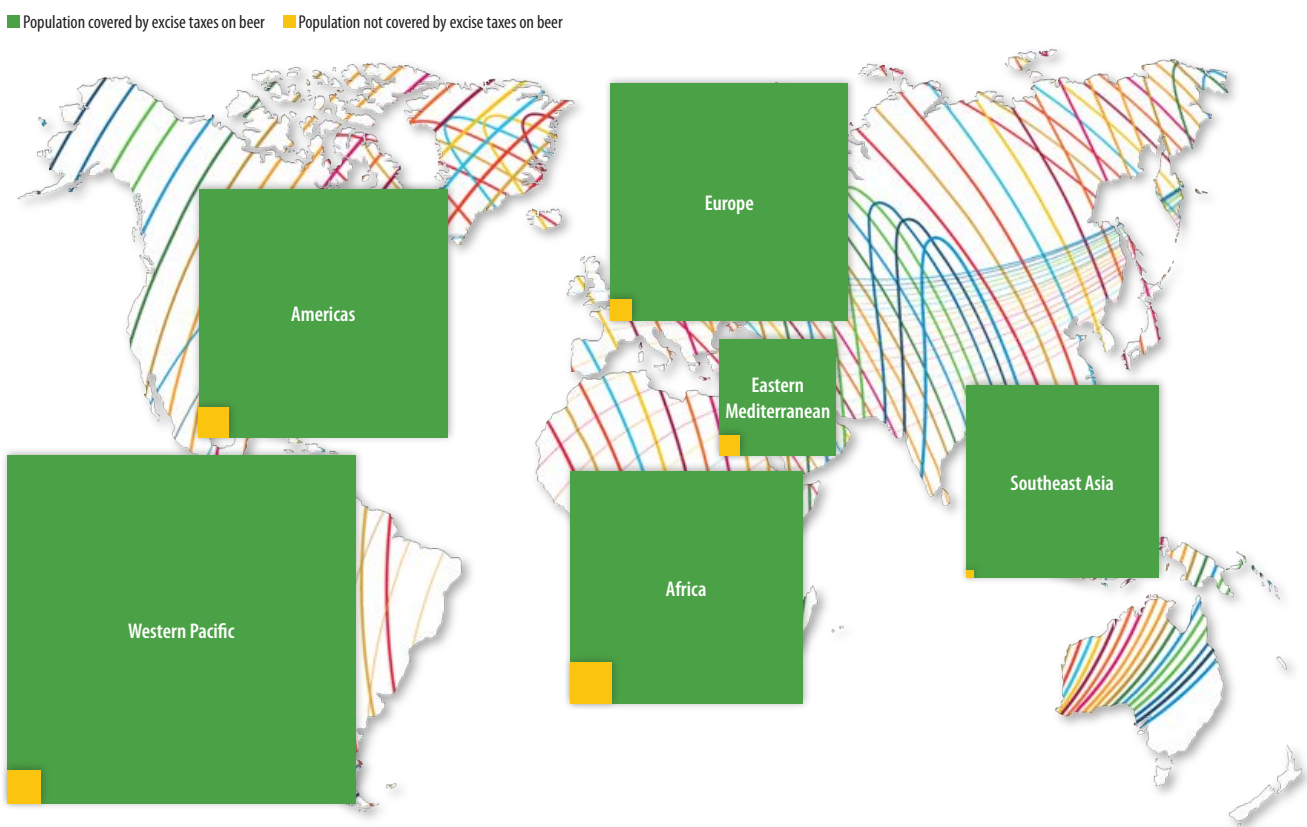 Population covered by excise taxes on beer
Population not covered by excise taxes on beer
Europe
Americas
Eastern
Mediterranean
Southeast Asia
Africa
Western Pacific